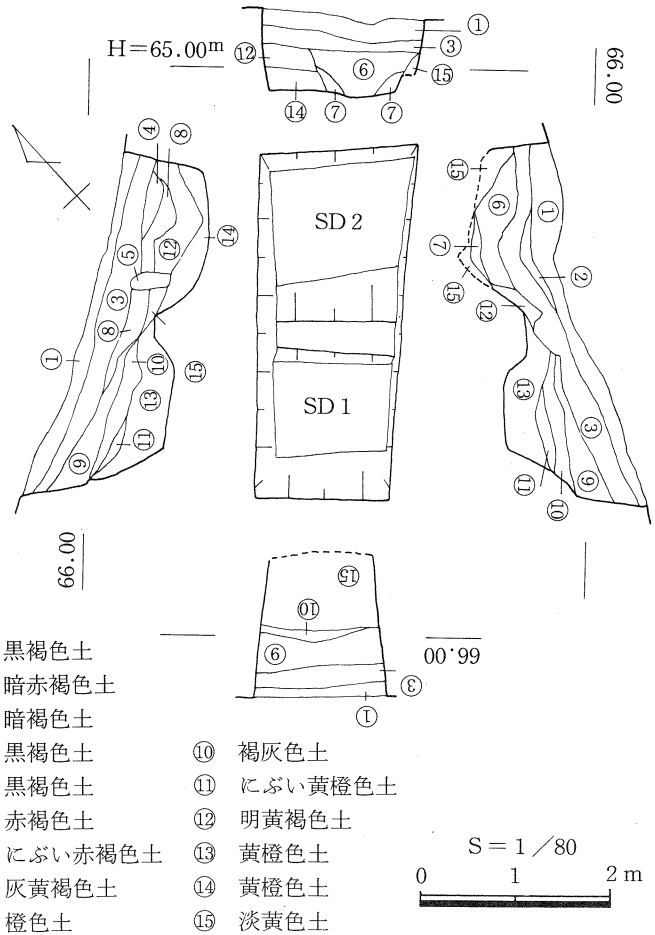 H=65.00m
①
③
⑫
⑥
⑮
⑭
⑦
⑦
66.00
④
⑧
⑭
⑫
⑤
③
⑧
①
⑩
⑮
⑬
⑪
⑨
SD2
SD1
⑮
⑥
①
⑦
②
⑮
⑫
⑬
③
⑪
⑨
⑩
66.00
⑮
⑩
⑨
③
①
66.00
黒褐色土
暗赤褐色土
暗褐色土
黒褐色土 ⑩ 褐灰色土
黒褐色土 ⑪ にぶい黄橙色土
赤褐色土 ⑫ 明黄褐色土
にぶい赤褐色土 ⑬ 黄橙色土
灰黄褐色土 ⑭ 黄橙色土
橙色土 ⑮ 淡黄色土
S=1/80
0 1 2m